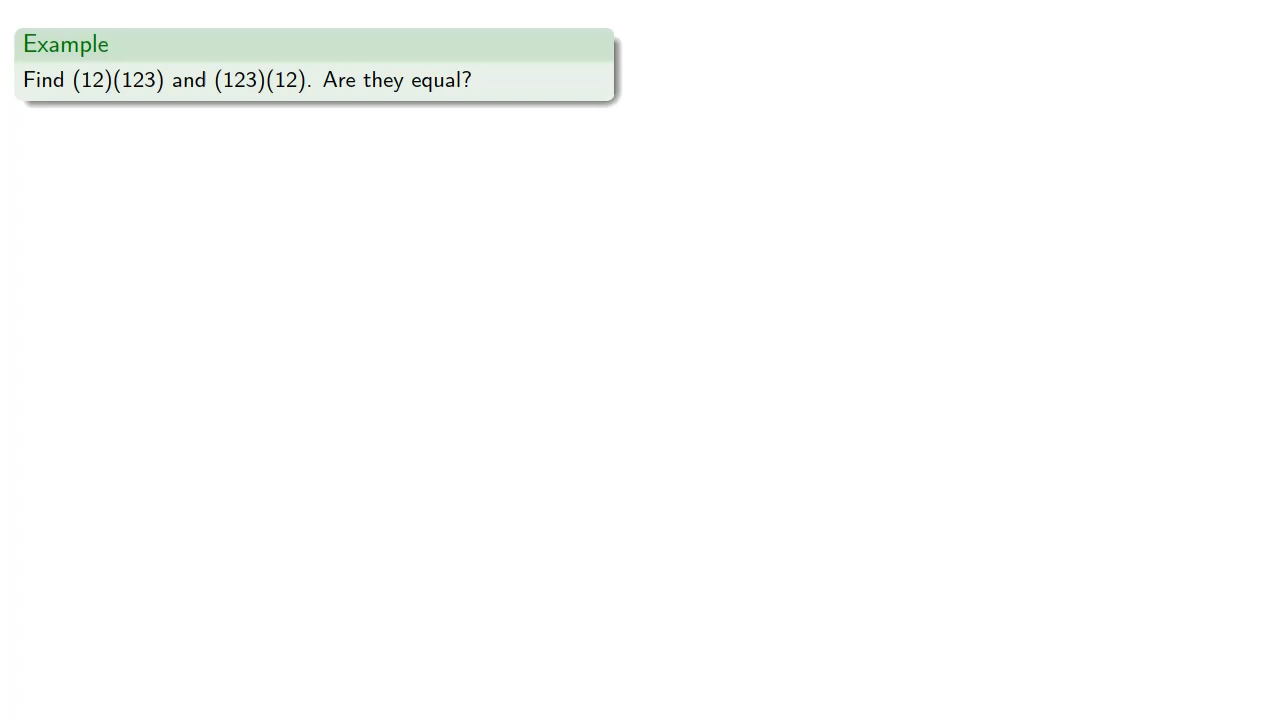 Example
Find (12)(123) and (123)(12). Are they equal?